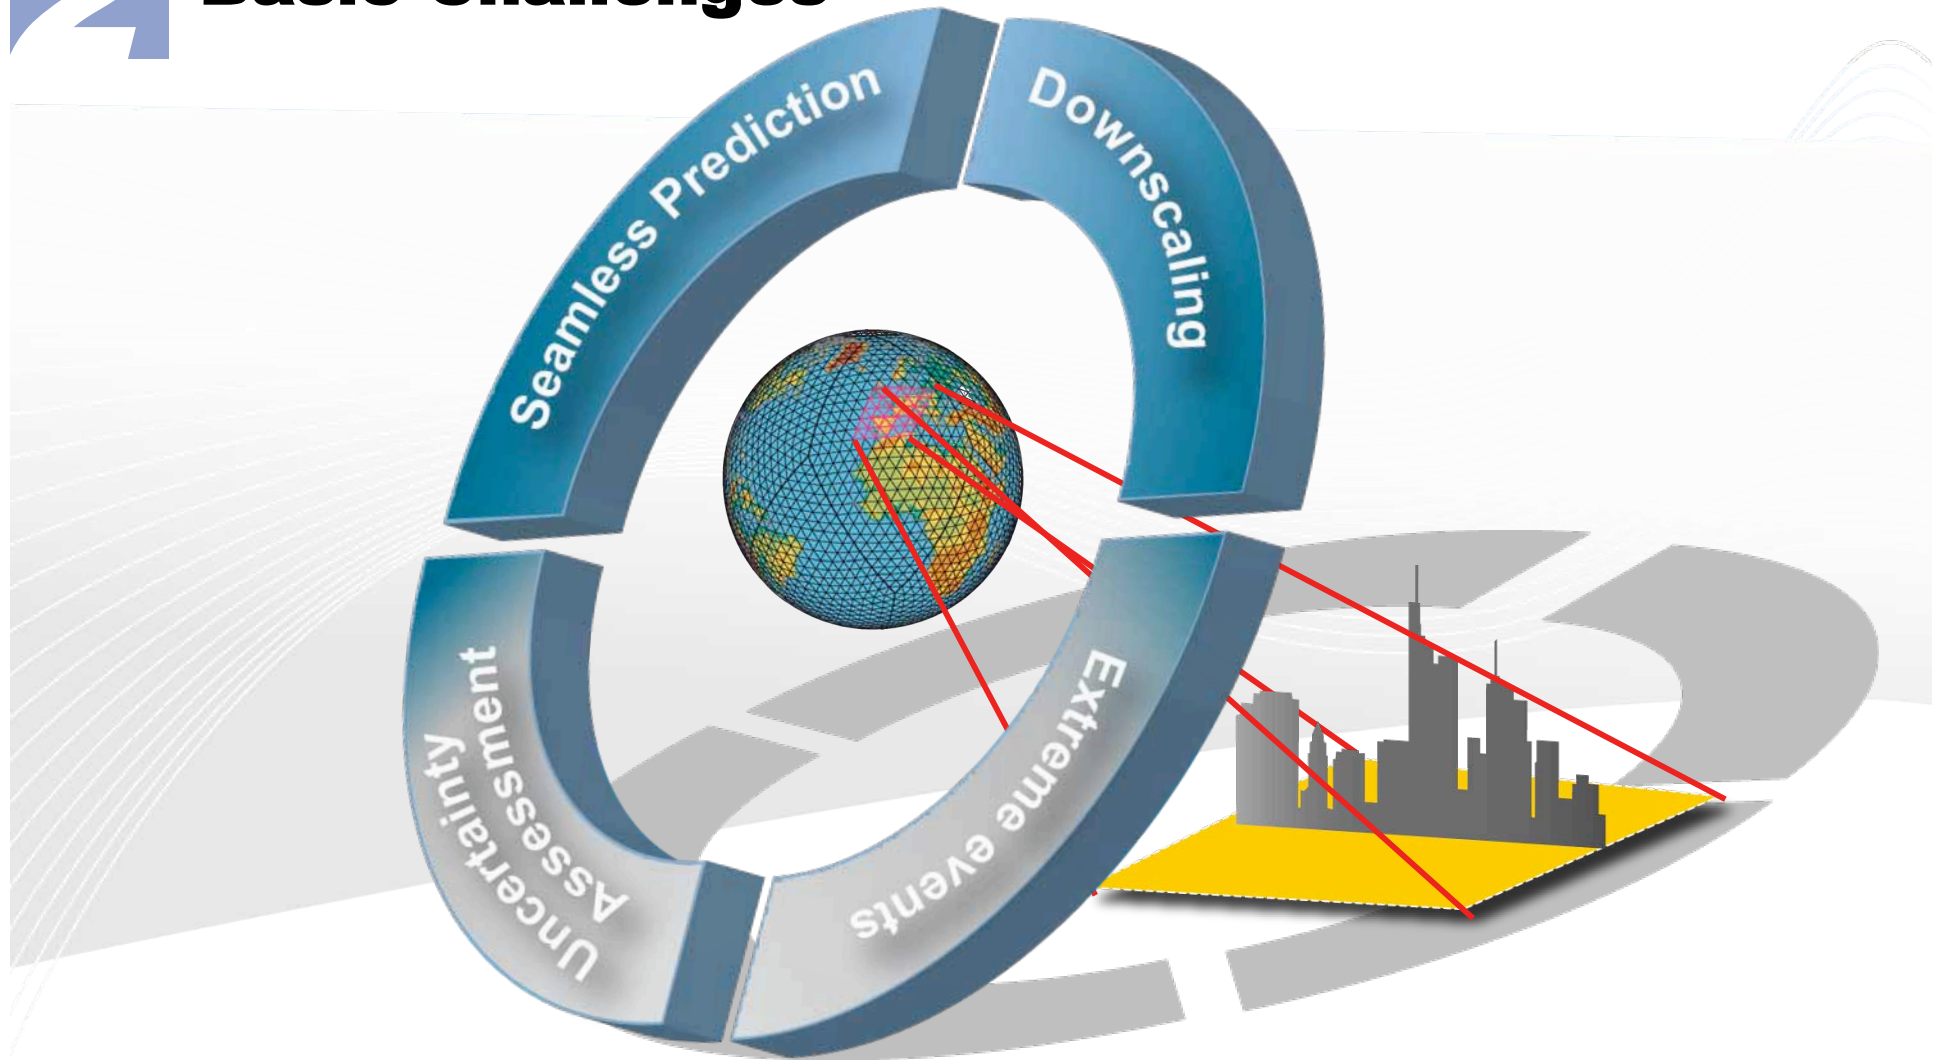 Basic Challenges
Seamless Prediction
Downscaling
Extreme events
Uncertainty
Assessment